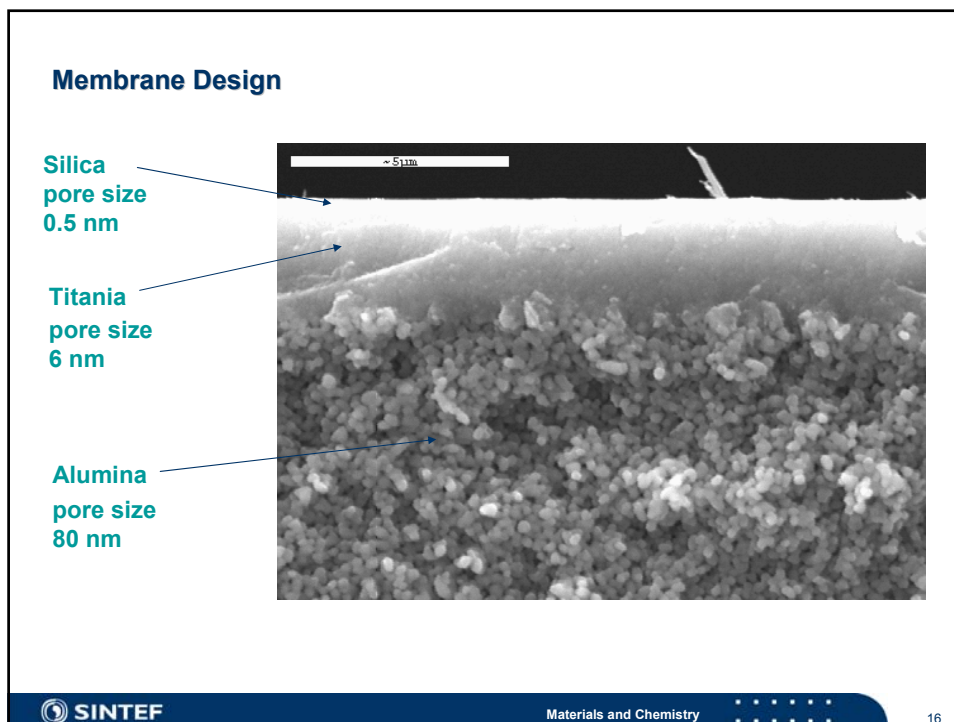 Membrane Design
Silica
pore size
0.5 nm
~5μm
Titania
pore size
6 nm
Alumina
pore size
80 nm
SINTEF
Materials and Chemistry
16